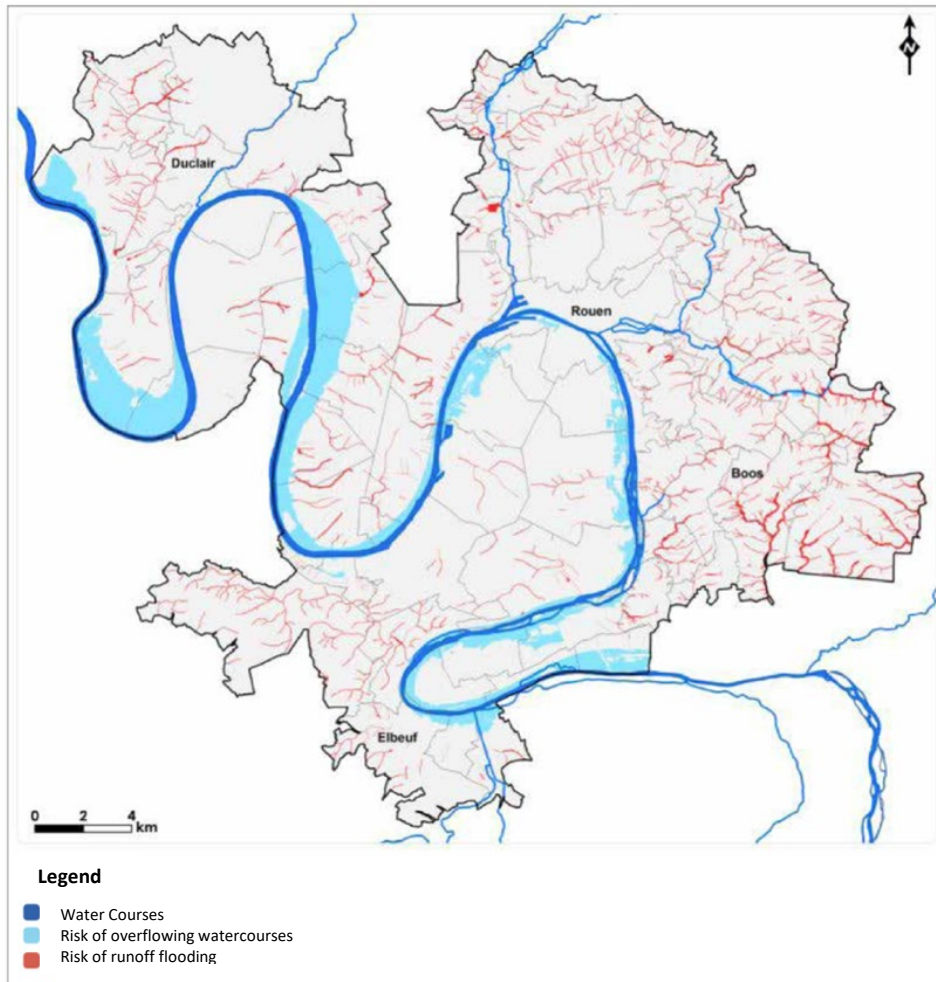 N
Duclair
Rouen
Boos
Elbeuf
0 2 4
km
Legend
Water Courses
Risk of overflowing watercourses
Risk of runoff flooding